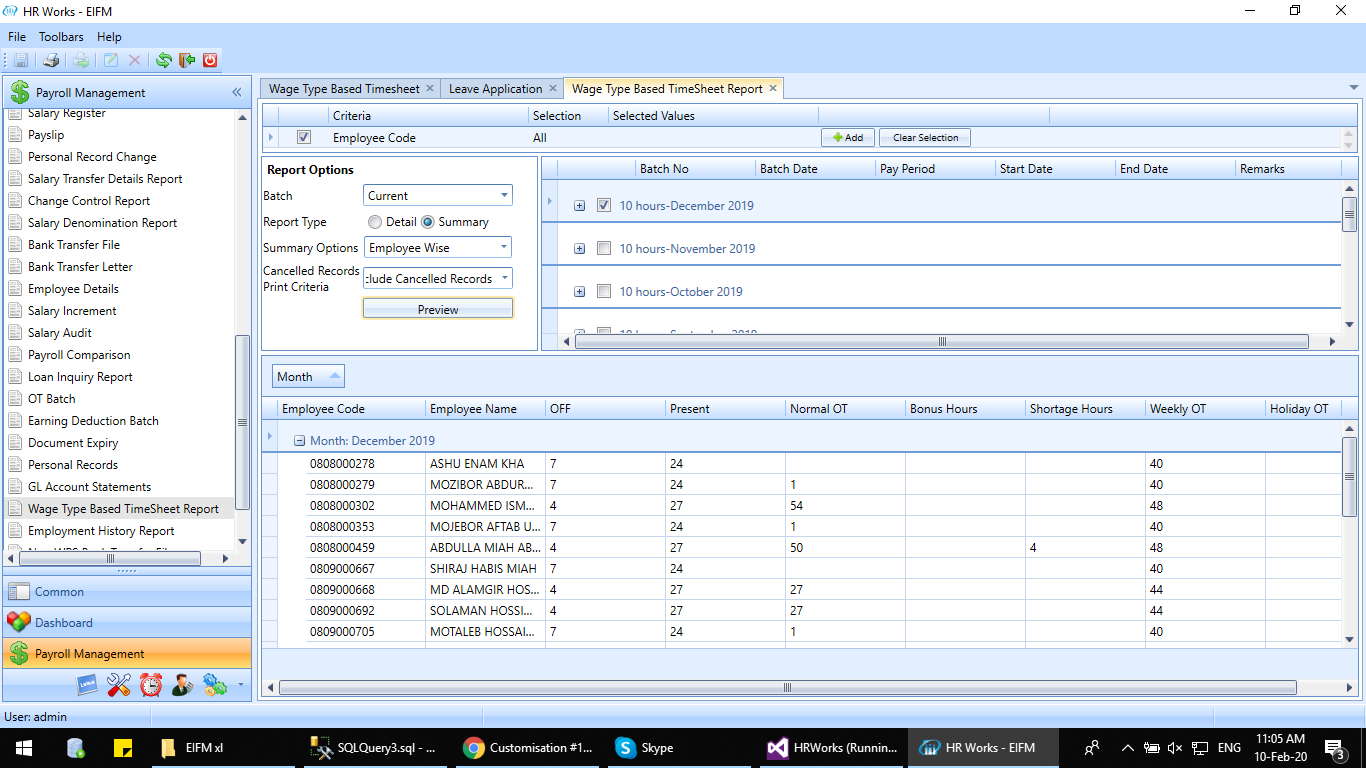 HR Works - EIFM
File Toolbars Help
Payroll Management
Salary Register
Payslip
Personal Record Change
Salary Transfer Details Report
Change Control Report
Salary Denomination Report
Bank Transfer File
Bank Transfer Letter
Employee Details
Salary Increment
Salary Audit
Payroll Comparison
Loan Inquiry Report
OT Batch
Earning Deduction Batch
Document Expiry
Personal Records
GL Account Statements
Wage Type Based TimeSheet Report
Employment History Report
Common
Dashboard
Payroll Management
Wage Type Based Timesheet Leave Application Wage Type Based TimeSheet Report
Criteria Selection Selected Values
Employee Code All Add Clear Selection
Report Options
Batch Current
Report Type Detail Summary
Summary Options Employee Wise
Cancelled Records
Print Criteria
clude Cancelled Records
Preview
Batch No Batch Date Pay Period Start Date End Date Remarks
10 hours-December 2019
10 hours-November 2019
10 hours-October 2019
Month
Employee Code Employee Name OFF Present Normal OT Bonus Hours Shortage Hours Weekly OT Holiday OT
Month: December 2019
0808000278 ASHU ENAM KHA 7 24 40
0808000279 MOZIBOR ABDUR... 7 24 1 40
0808000302 MOHAMMED ISM... 4 27 54 48
0808000353 MOJEBOR AFTAB U... 7 24 1 40
0808000459 ABDULLA MIAH AB... 4 27 50 4 48
0809000667 SHIRAJ HABIS MIAH 7 24 40
0809000668 MD ALAMGIR HOS... 4 27 27 44
0809000692 SOLAMAN HOSSI... 4 27 27 44
0809000705 MOTALEB HOSSAI... 7 24 1 40
User: admin
EIFM xl
SQLQuery3.sql - ...
Customisation #1...
Skype
HRWorks (Runnin...
HR Works - EIFM
ENG
11:05 AM
10-Feb-20
3